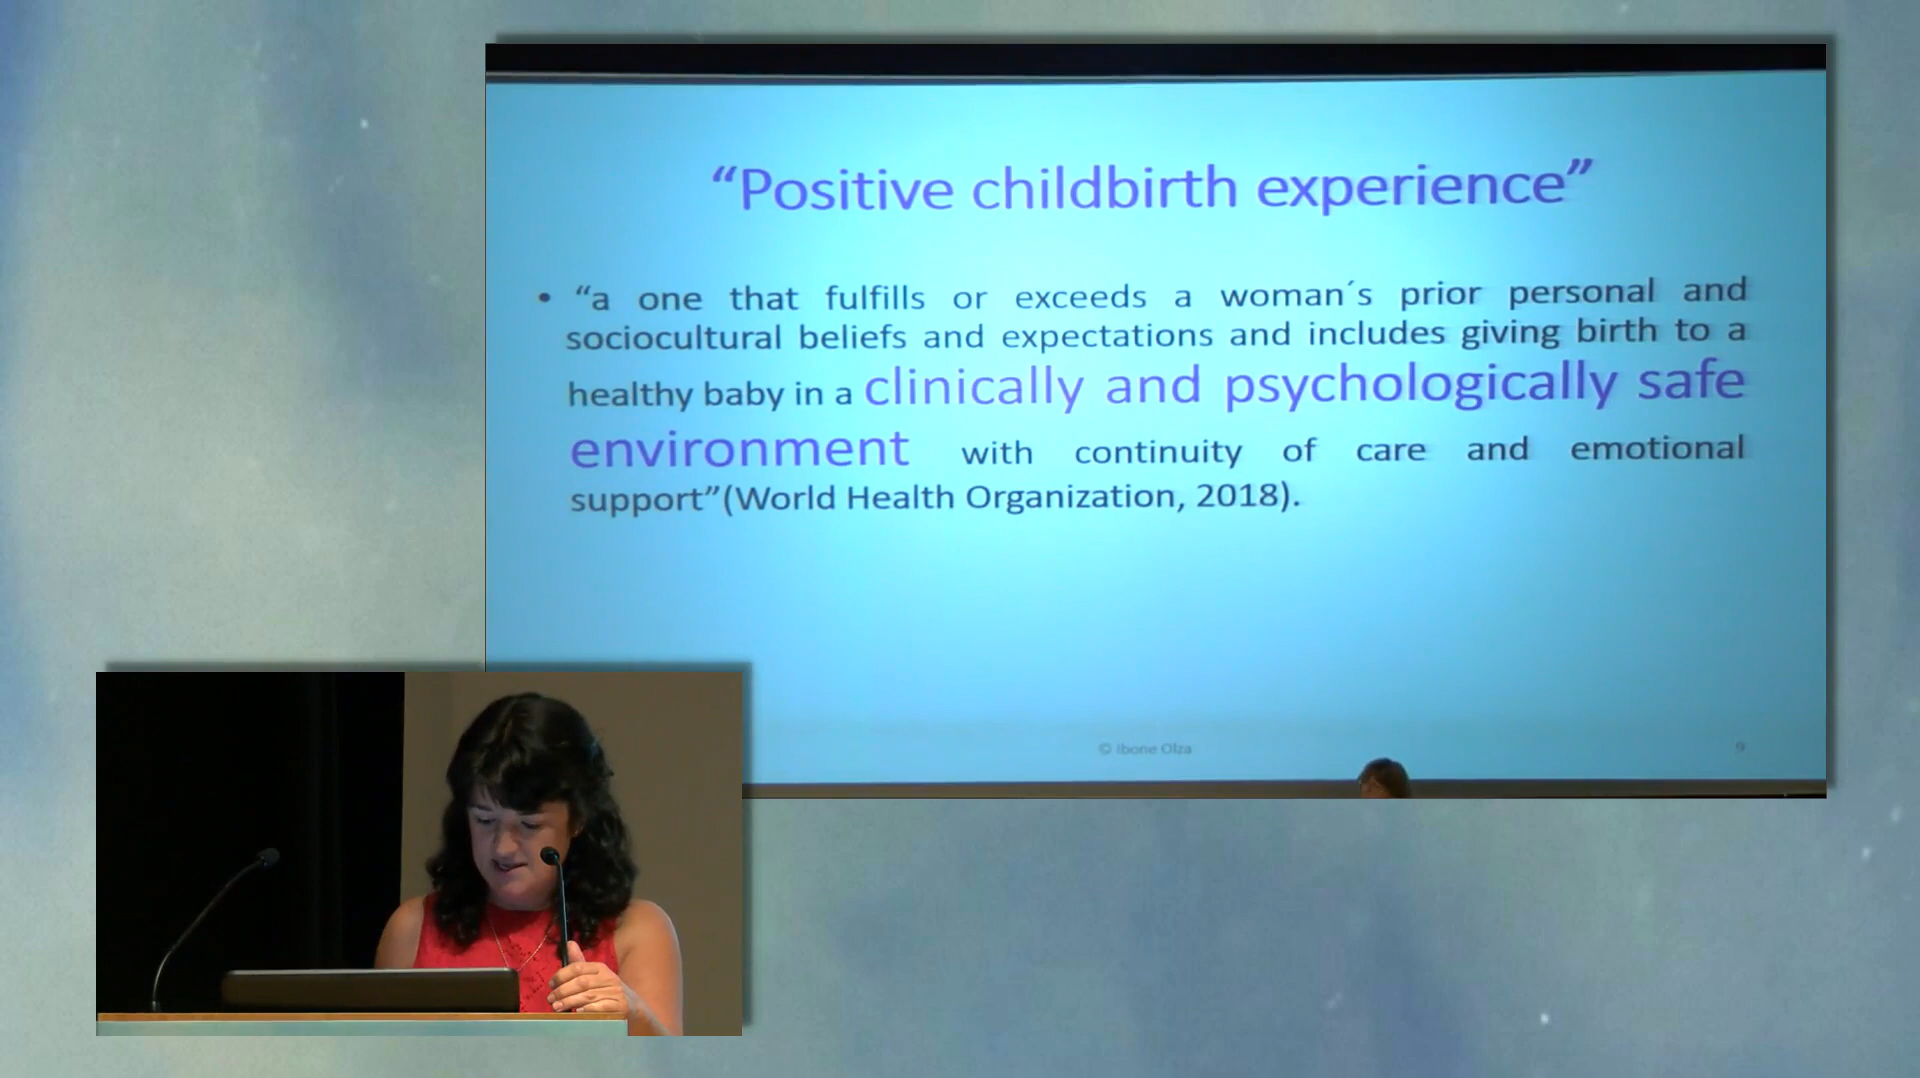 “Positive childbirth experience”
• “a one that fulfills or exceeds a woman´s prior personal and
sociocultural beliefs and expectations and includes giving birth to a
healthy baby in a clinically and psychologically safe
environment with continuity of care and emotional
support”(World Health Organization, 2018).
© Ibone Olza
9